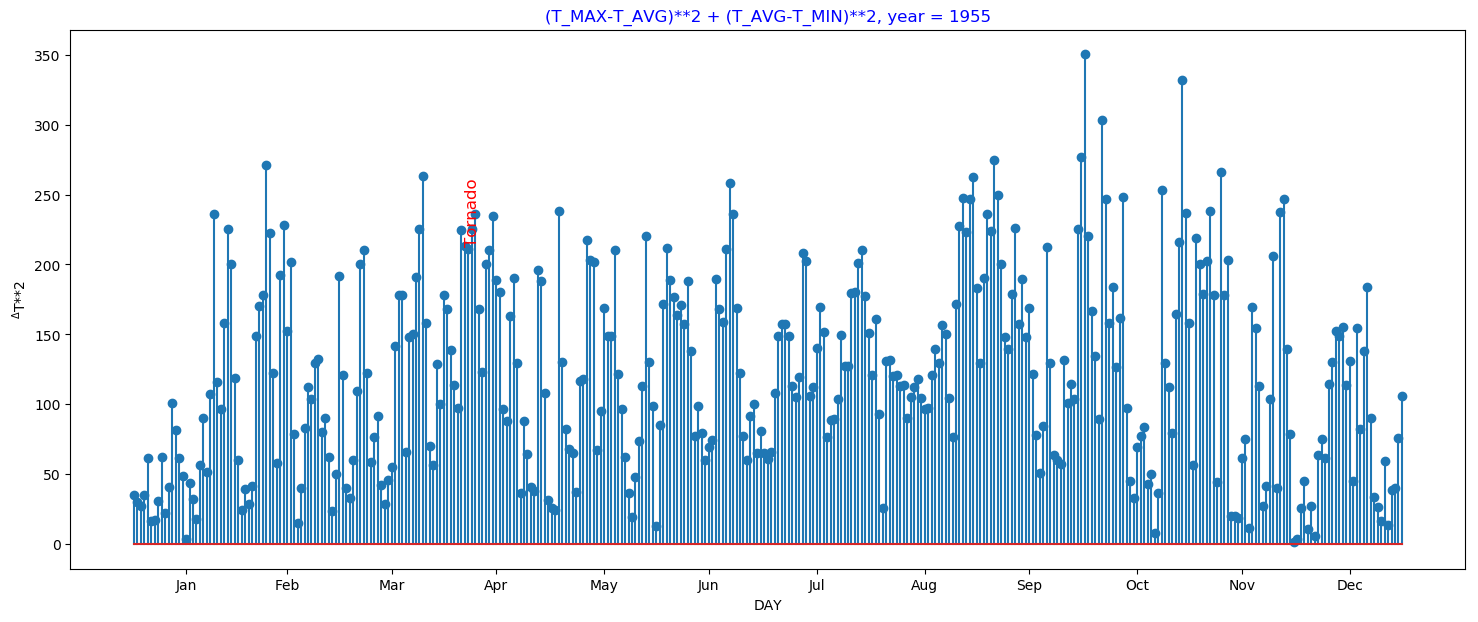 (T_MAX-T_AVG)**2 + (T_AVG-T_MIN)**2, year = 1955
350
300
250
200
150
100
50
0
ΔT**2
Tornado
Jan Feb Mar Apr May Jun Jul Aug Sep Oct Nov Dec
DAY